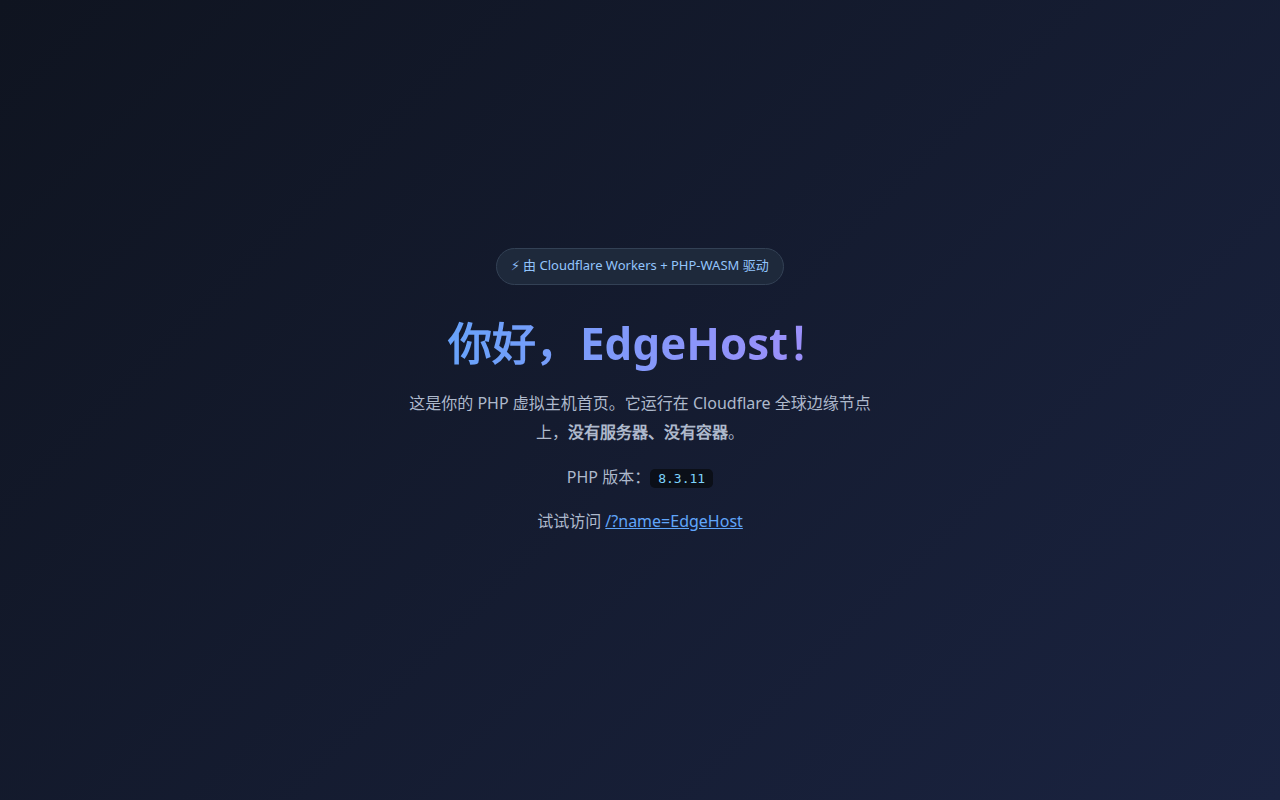 ⚡ 由 Cloudflare Workers + PHP-WASM 驱动
你好，EdgeHost！
这是你的 PHP 虚拟主机首页。它运行在 Cloudflare 全球边缘节点
上，没有服务器、没有容器。
PHP 版本：8.3.11
试试访问 /?name=EdgeHost